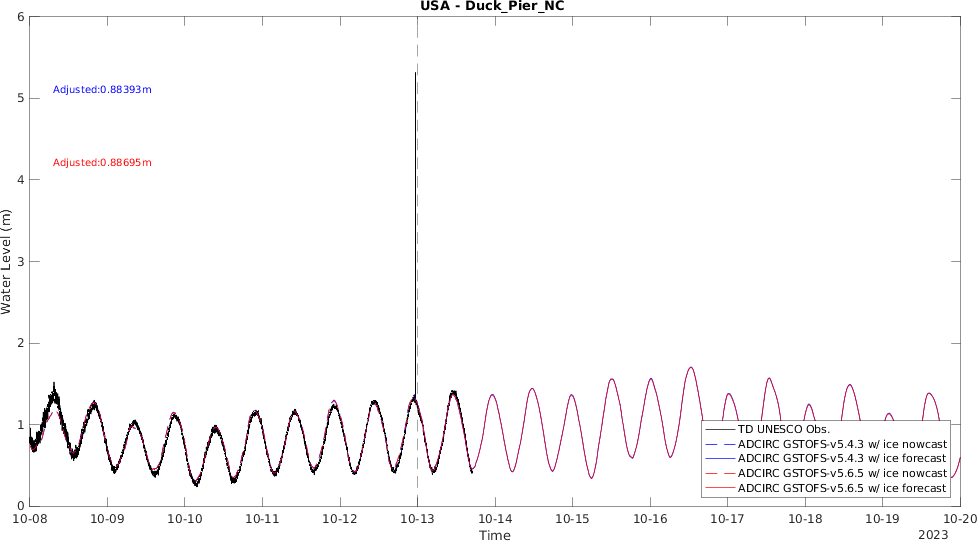 USA - Duck_Pier_NC
6
5
4
3
2
1
0
Water Level (m)
Adjusted:0.88393m
Adjusted:0.88695m
TD UNESCO Obs.
ADCIRC GSTOFS-v5.4.3 w/ ice nowcast
ADCIRC GSTOFS-v5.4.3 w/ ice forecast
ADCIRC GSTOFS-v5.6.5 w/ ice nowcast
ADCIRC GSTOFS-v5.6.5 w/ ice forecast
10-08 10-09 10-10 10-11 10-12 10-13 10-14 10-15 10-16 10-17 10-18 10-19 10-20
Time
2023